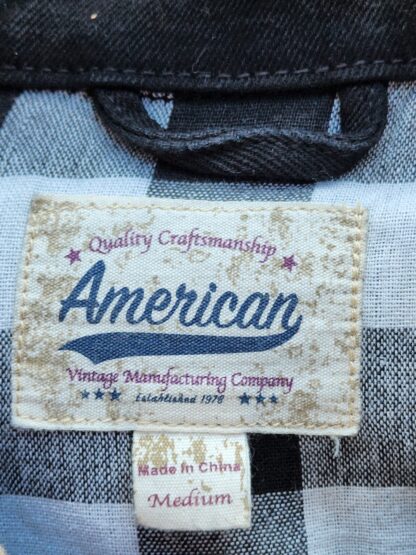 Quality Craftsmanship
American
Vintage Manufacturing Company
Established 1978
Made in China
Medium